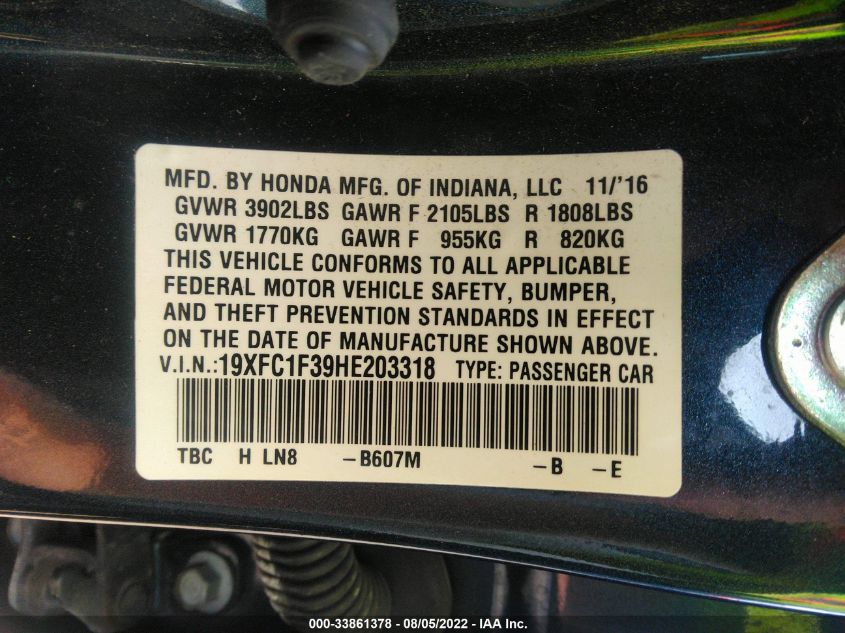 MFD. BY HONDA MFG. OF INDIANA, LLC 11/'16
GVWR 3902LBS GAWR F 2105LBS R 1808LBS
GVWR 1770KG GAWR F 955KG R 820KG
THIS VEHICLE CONFORMS TO ALL APPLICABLE
FEDERAL MOTOR VEHICLE SAFETY, BUMPER,
AND THEFT PREVENTION STANDARDS IN EFFECT
ON THE DATE OF MANUFACTURE SHOWN ABOVE.
V.I.N.:19XFC1F39HE203318 TYPE: PASSENGER CAR
TBC H LN8 -B607M -B -E
000-33861378 - 08/05/2022 - IAA Inc.